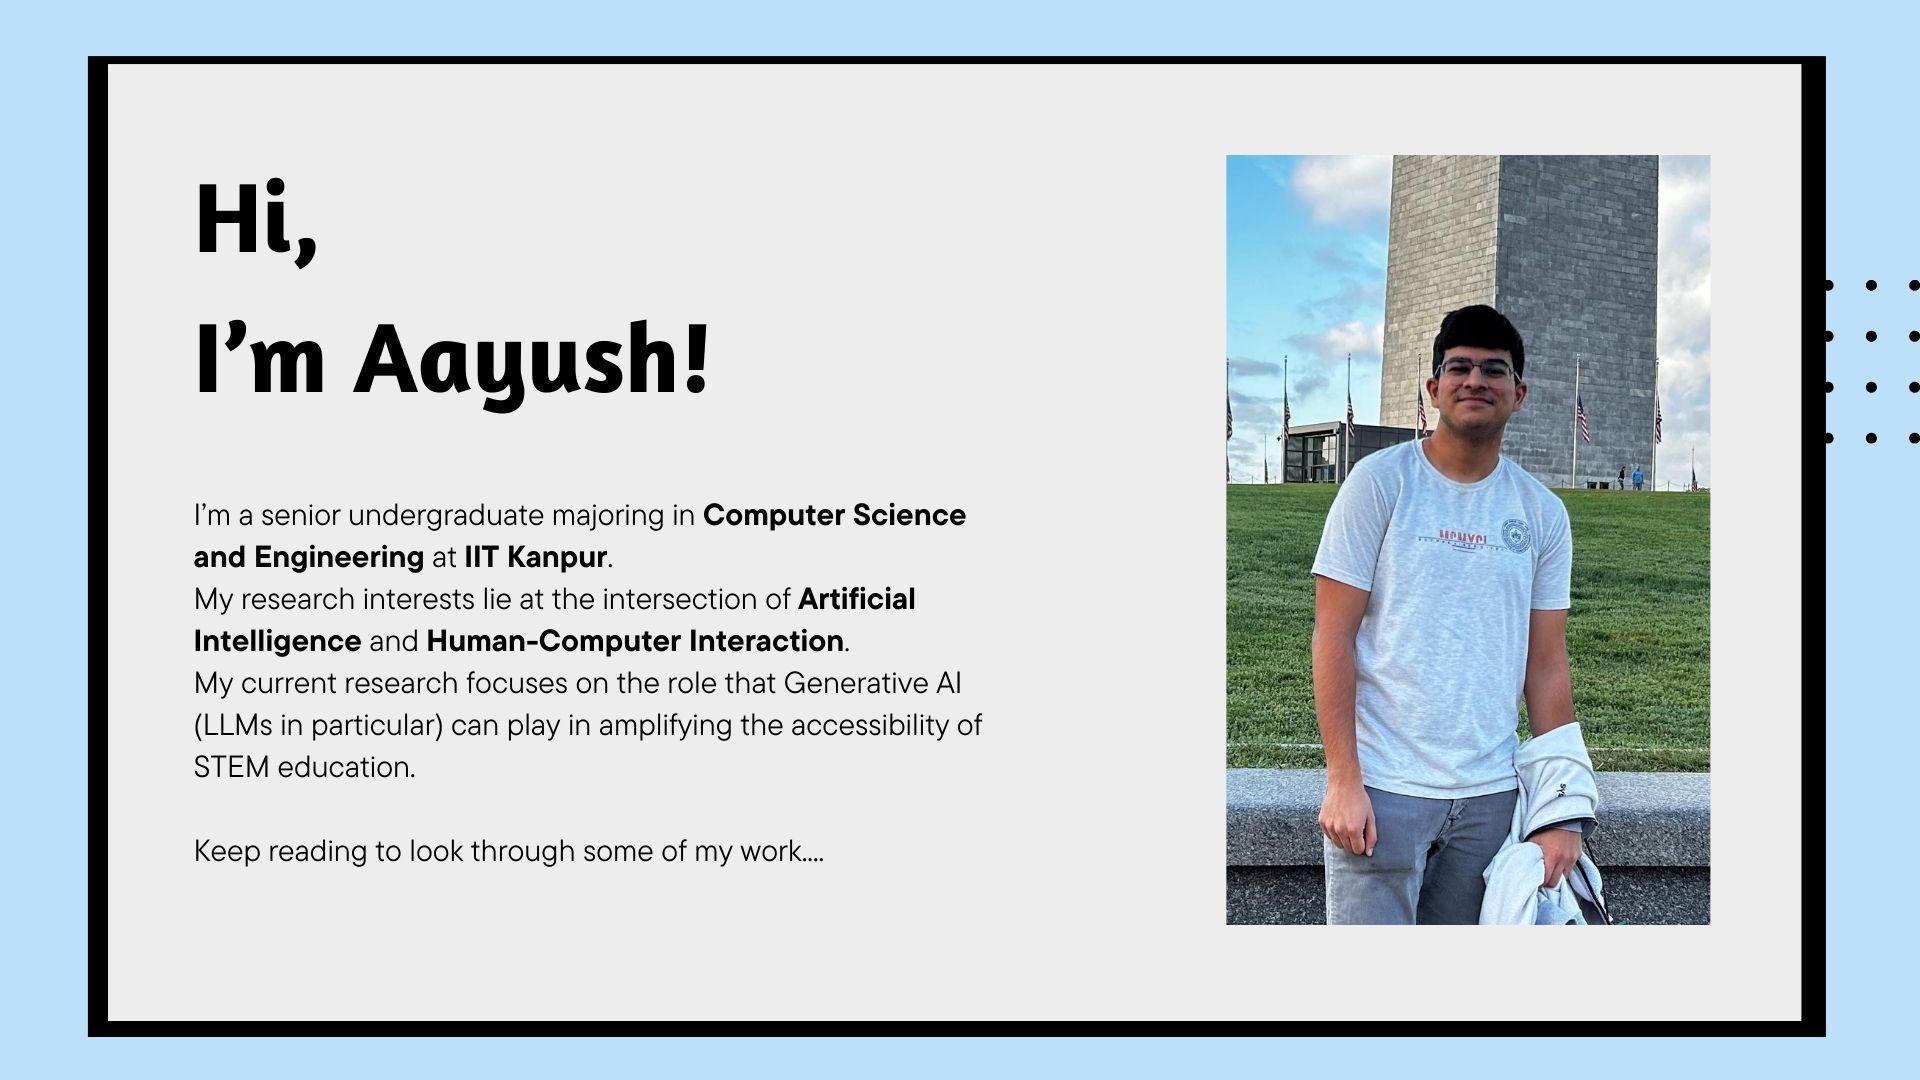 Hi,
I’m Aayush!
I’m a senior undergraduate majoring in Computer Science
and Engineering at IIT Kanpur.
My research interests lie at the intersection of Artificial
Intelligence and Human-Computer Interaction.
My current research focuses on the role that Generative AI
(LLMs in particular) can play in amplifying the accessibility of
STEM education.
Keep reading to look through some of my work....